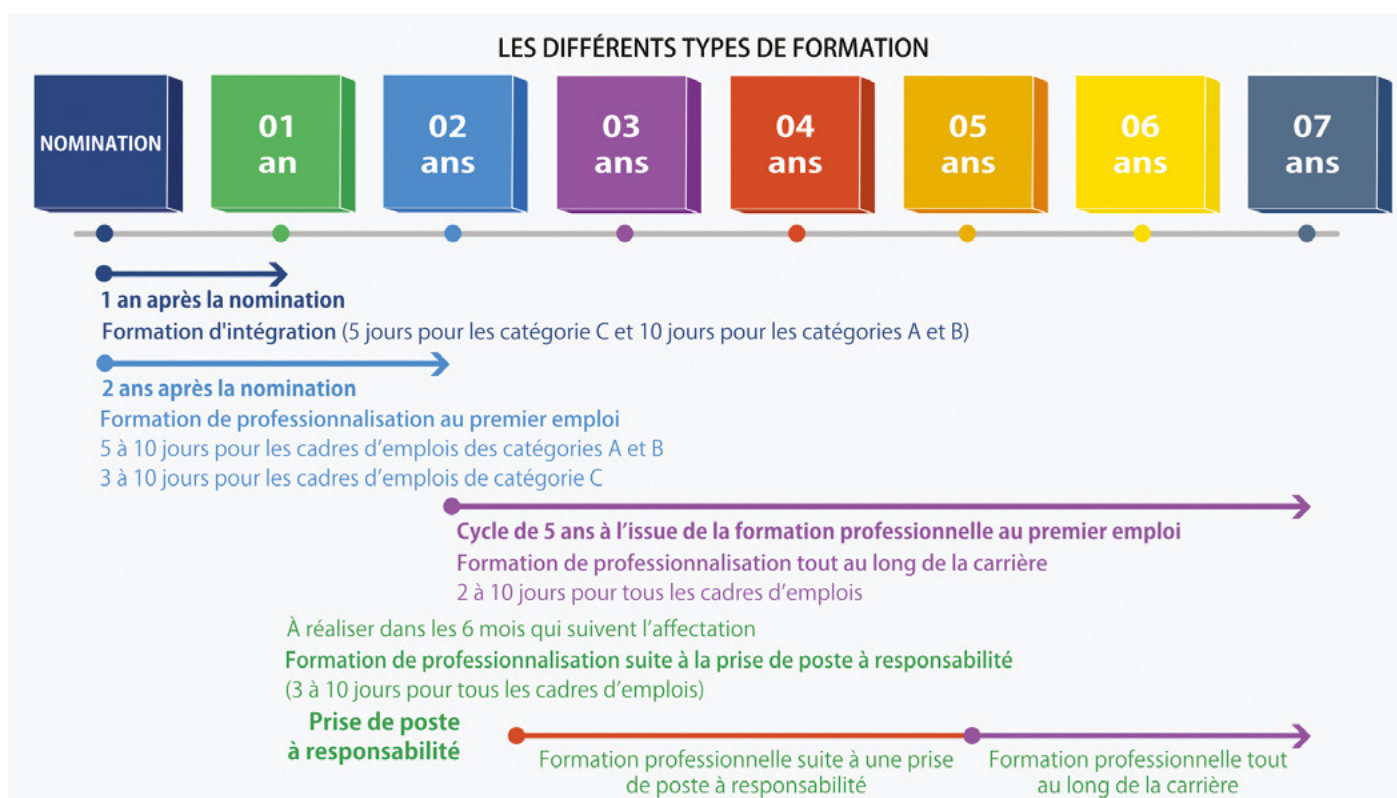 LES DIFFÉRENTS TYPES DE FORMATION
NOMINATION
01
an
02
ans
03
ans
04
ans
05
ans
06
ans
07
ans
1 an après la nomination
Formation d'intégration (5 jours pour les catégorie C et 10 jours pour les catégories A et B)
2 ans après la nomination
Formation de professionnalisation au premier emploi
5 à 10 jours pour les cadres d’emplois des catégories A et B
3 à 10 jours pour les cadres d’emplois de catégorie C
Cycle de 5 ans à l’issue de la formation professionnelle au premier emploi
Formation de professionnalisation tout au long de la carrière
2 à 10 jours pour tous les cadres d’emplois
À réaliser dans les 6 mois qui suivent l’affectation
Formation de professionnalisation suite à la prise de poste à responsabilité
(3 à 10 jours pour tous les cadres d’emplois)
Prise de poste
à responsabilité
Formation professionnelle suite à une prise
de poste à responsabilité
Formation professionnelle tout
au long de la carrière